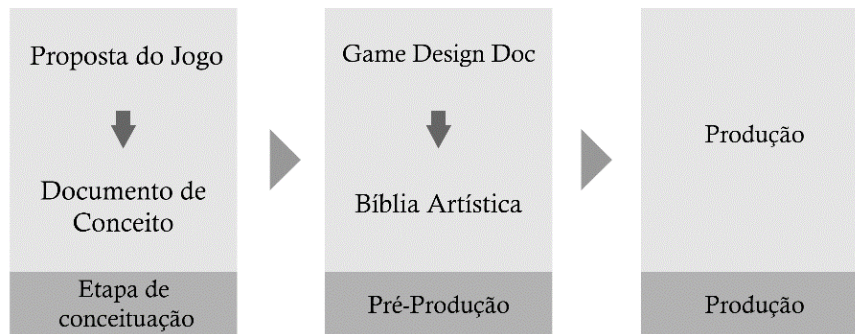 Proposta do Jogo
Documento de
Conceito
Etapa de
conceituação
Game Design Doc
Bíblia Artística
Pré-Produção
Produção
Produção